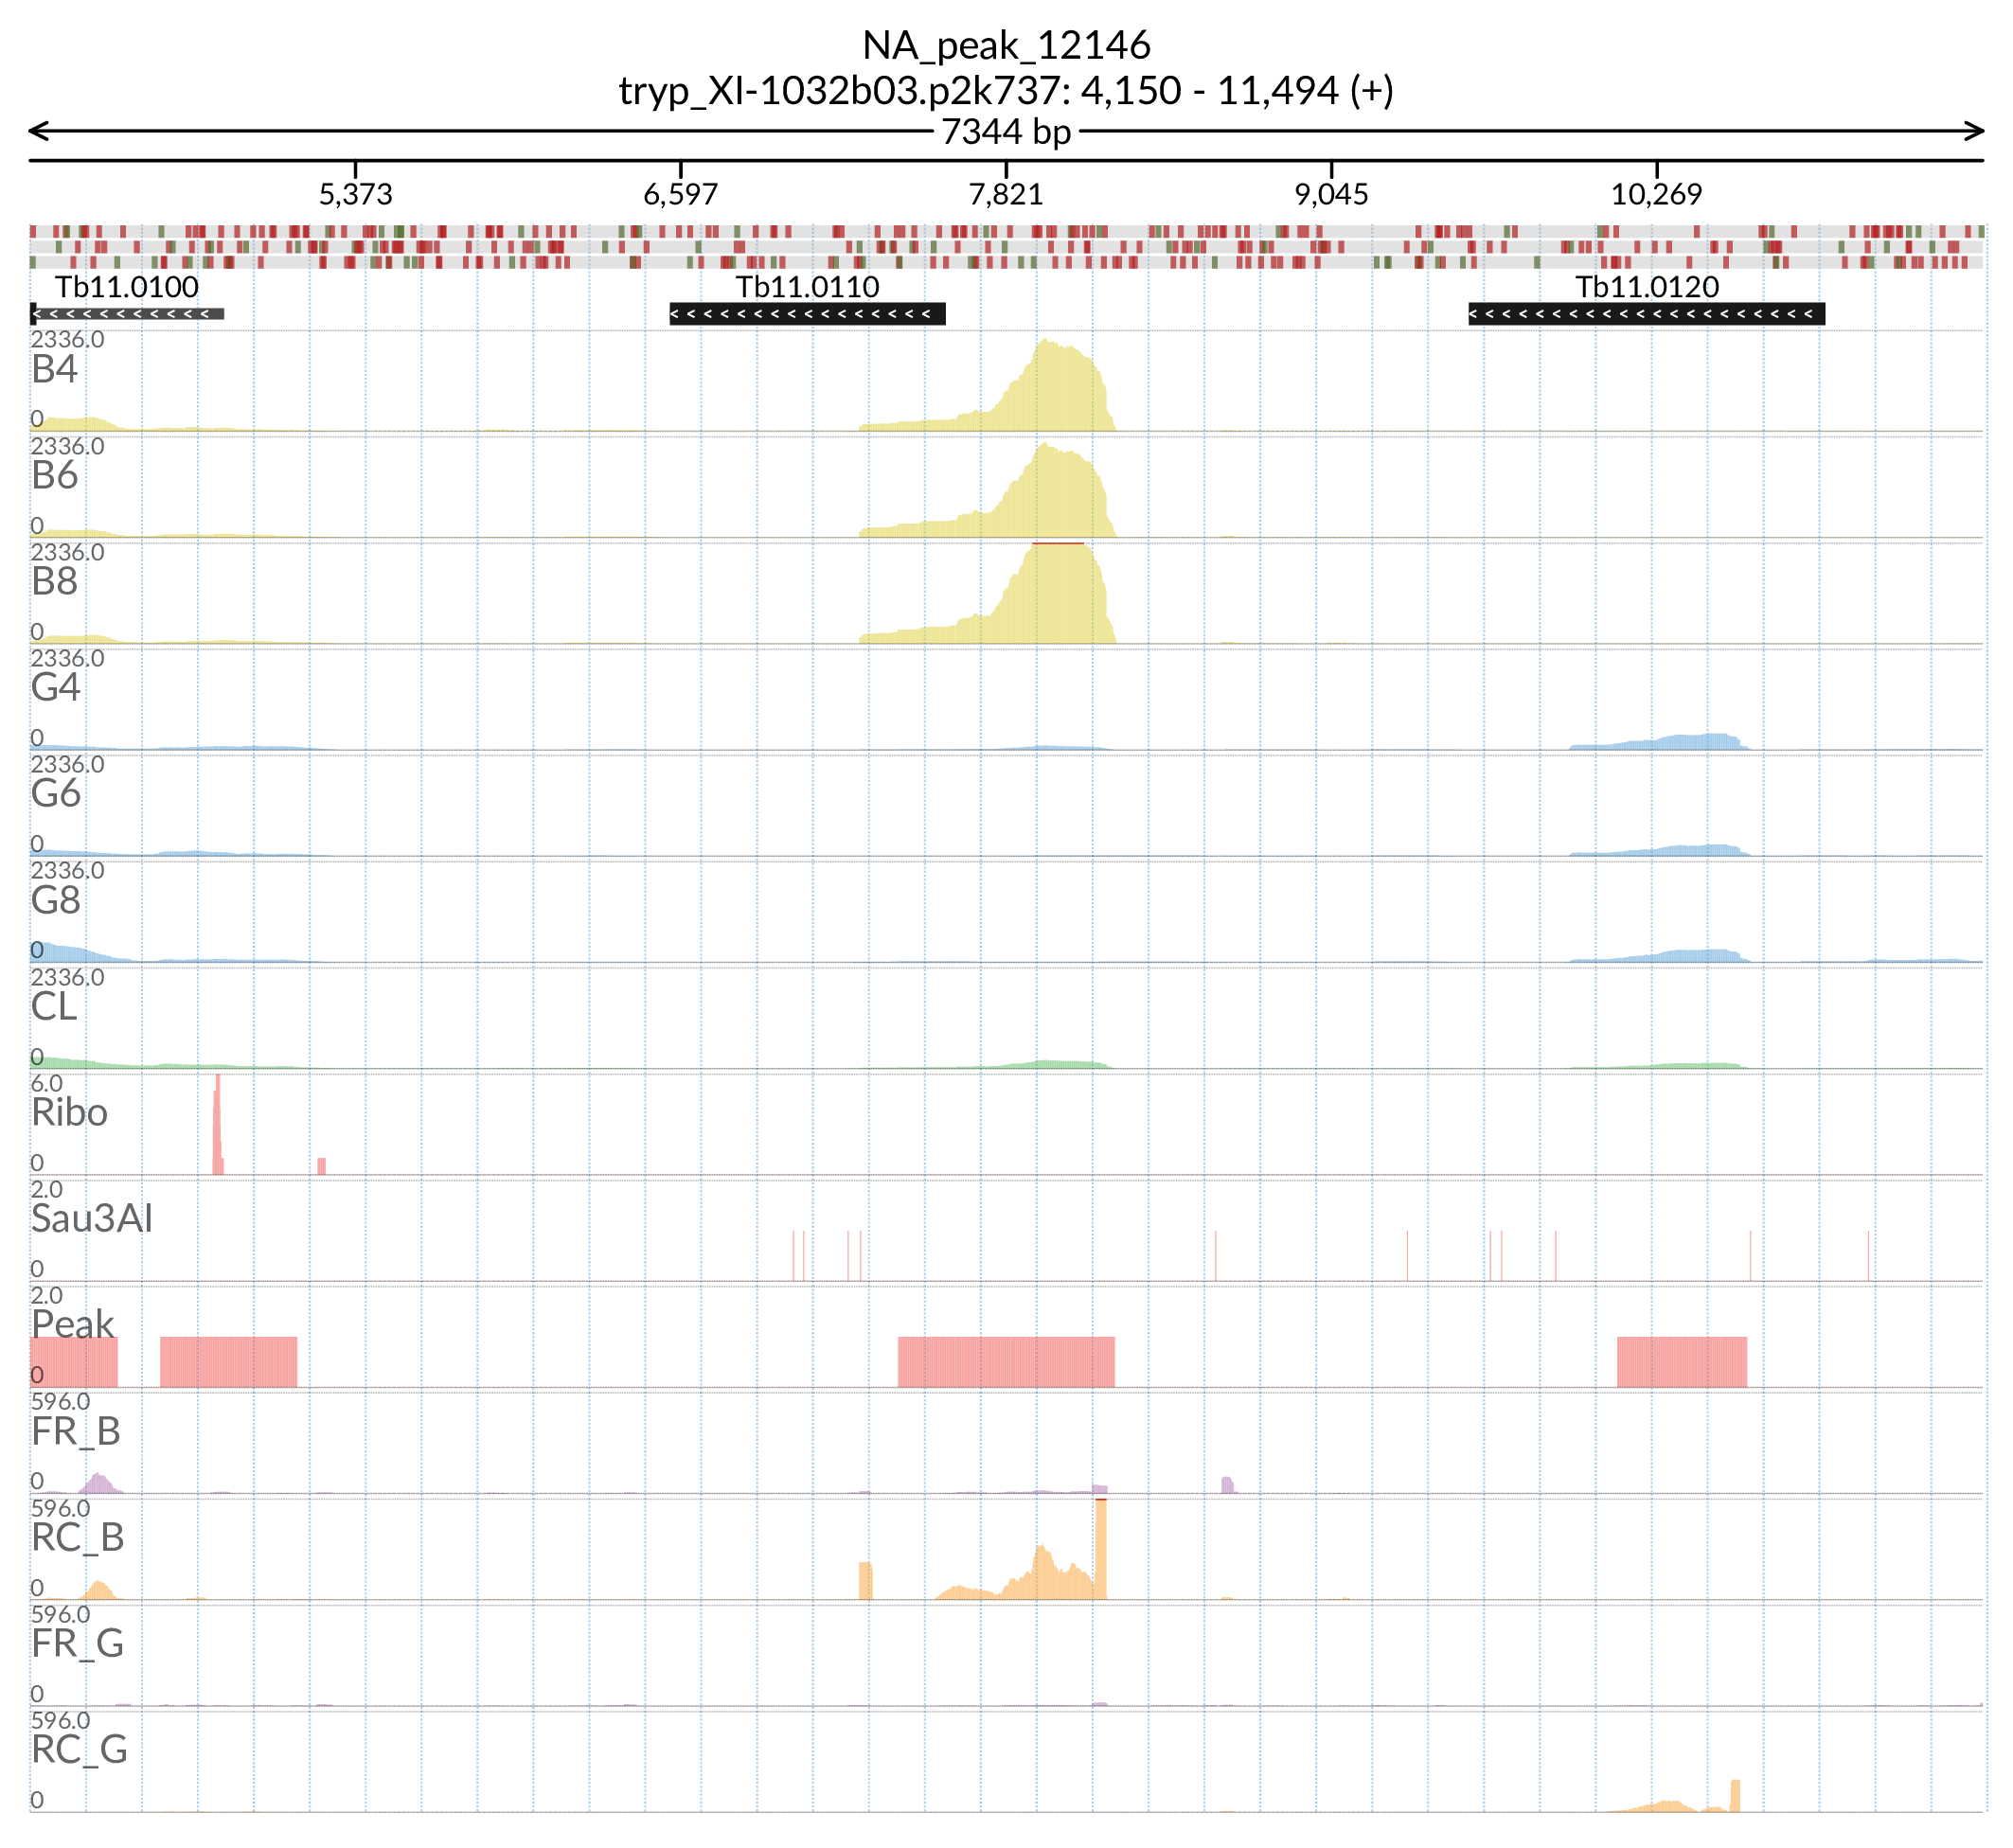 NA_peak_12146
tryp_XI-1032b03.p2k737: 4,150 - 11,494 (+)
7344 bp
5,373 6,597 7,821 9,045 10,269
Tb11.0100 Tb11.0110 Tb11.0120
2336.0
B4
0
2336.0
B6
0
2336.0
B8
0
2336.0
G4
0
2336.0
G6
0
2336.0
G8
0
2336.0
CL
0
6.0
Ribo
0
2.0
Sau3AI
0
2.0
Peak
0
596.0
FR_B
0
596.0
RC_B
0
596.0
FR_G
0
596.0
RC_G
0